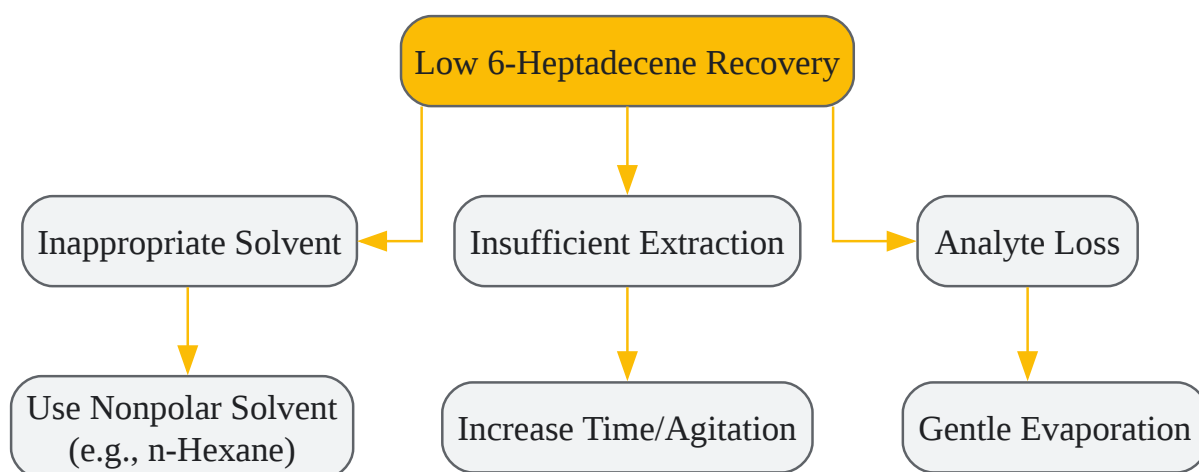 Low 6-Heptadecene Recovery
Inappropriate Solvent
Insufficient Extraction
Analyte Loss
Use Nonpolar Solvent
(e.g., n-Hexane)
Increase Time/Agitation
Gentle Evaporation